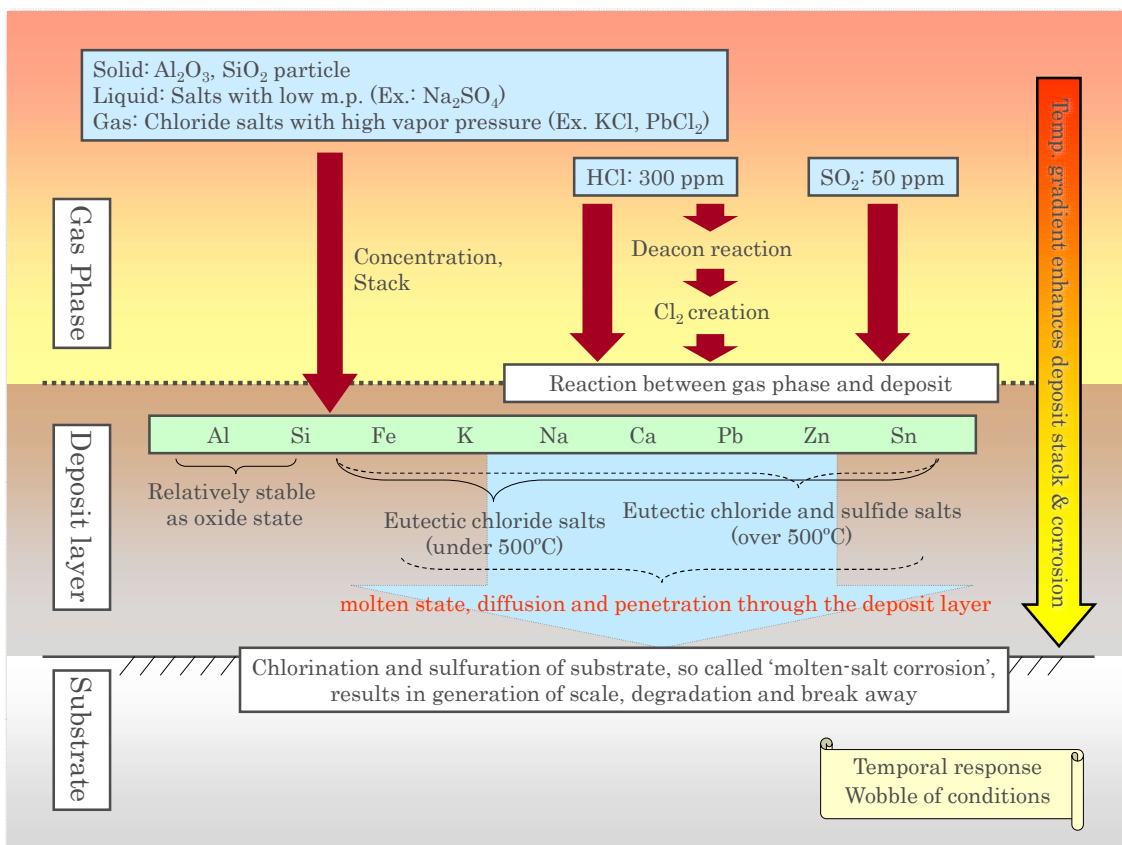 Solid: Al₂O₃, SiO₂ particle
Liquid: Salts with low m.p. (Ex.: Na₂SO₄)
Gas: Chloride salts with high vapor pressure (Ex. KCl, PbCl₂)
HCl: 300 ppm
SO₂: 50 ppm
Gas Phase
Concentration,
Stack
Deacon reaction
Cl₂ creation
Temp. gradient enhances deposit stack & corrosion
Reaction between gas phase and deposit
Deposit layer
Al Si Fe K Na Ca Pb Zn Sn
Relatively stable
as oxide state
Eutectic chloride salts
(under 500ºC)
Eutectic chloride and sulfide salts
(over 500ºC)
molten state, diffusion and penetration through the deposit layer
Substrate
Chlorination and sulfuration of substrate, so called ‘molten-salt corrosion’,
results in generation of scale, degradation and break away
Temporal response
Wobble of conditions